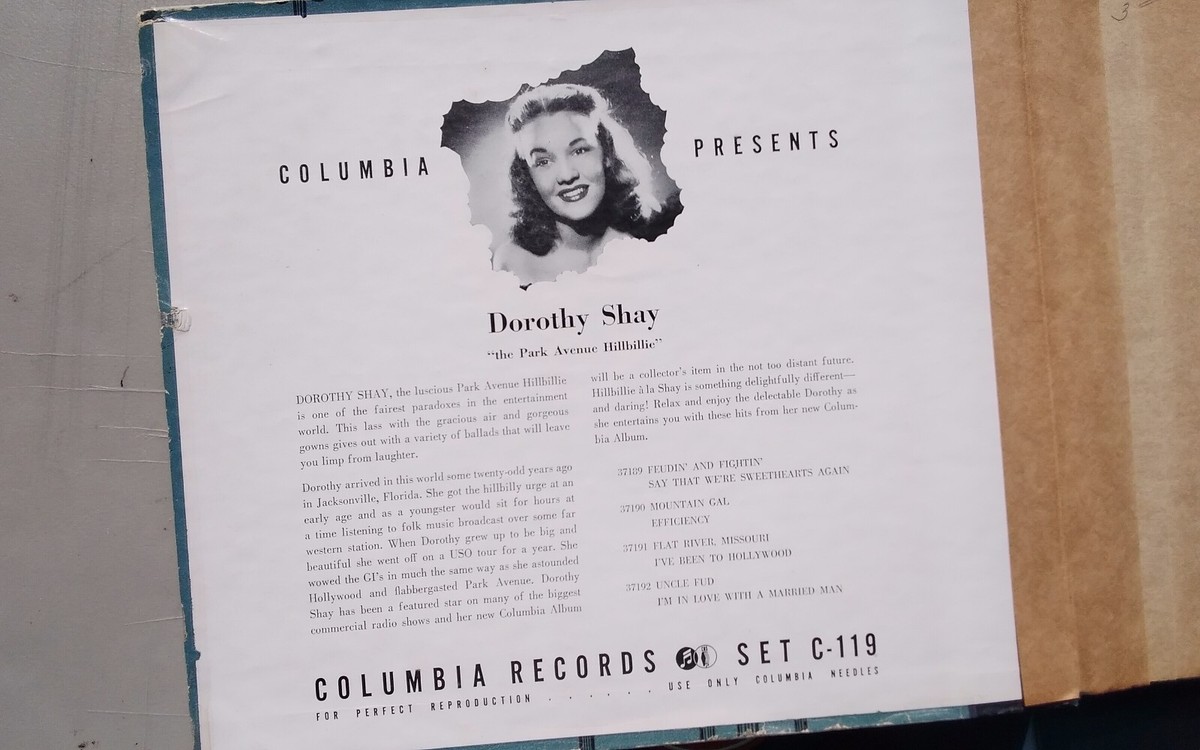 3
COLUMBIA PRESENTS
Dorothy Shay
“the Park Avenue Hillbillie”
DOROTHY SHAY, the luscious Park Avenue Hillbillie
is one of the fairest paradoxes in the entertainment
world. This lass with the gracious air and gorgeous
gowns gives out with a variety of ballads that will leave
you limp from laughter.
Dorothy arrived in this world some twenty-odd years ago
in Jacksonville, Florida. She got the hillbilly urge at an
early age and as a youngster would sit for hours at
a time listening to folk music broadcast over some far
western station. When Dorothy grew up to be big and
beautiful she went off on a USO tour for a year. She
wowed the GI's in much the same way as she astounded
Hollywood and flabbergasted Park Avenue. Dorothy
Shay has been a featured star on many of the biggest
commercial radio shows and her new Columbia Album
will be a collector's item in the not too distant future.
Hillbillie à la Shay is something delightfully different—
and daring! Relax and enjoy the delectable Dorothy as
she entertains you with these hits from her new Colum-
bia Album.
37189 FEUDIN' AND FIGHTIN'
SAY THAT WE'RE SWEETHEARTS AGAIN
37190 MOUNTAIN GAL
EFFICIENCY
37191 FLAT RIVER, MISSOURI
I'VE BEEN TO HOLLYWOOD
37192 UNCLE FUD
I'M IN LOVE WITH A MARRIED MAN
COLUMBIA RECORDS SET C-119
FOR PERFECT REPRODUCTION · · · · · · USE ONLY COLUMBIA NEEDLES